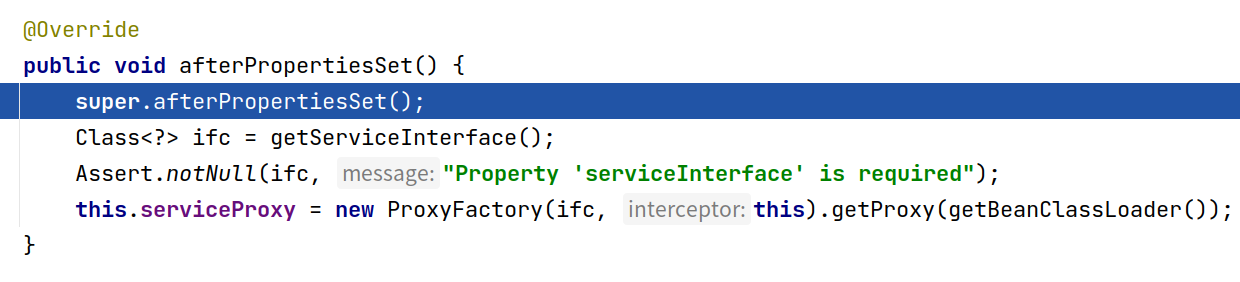 @Override
public void afterPropertiesSet() {
super.afterPropertiesSet();
Class<?> ifc = getServiceInterface();
Assert.notNull(ifc, message: "Property 'serviceInterface' is required");
this.serviceProxy = new ProxyFactory(ifc, interceptor: this).getProxy(getBeanClassLoader());
}